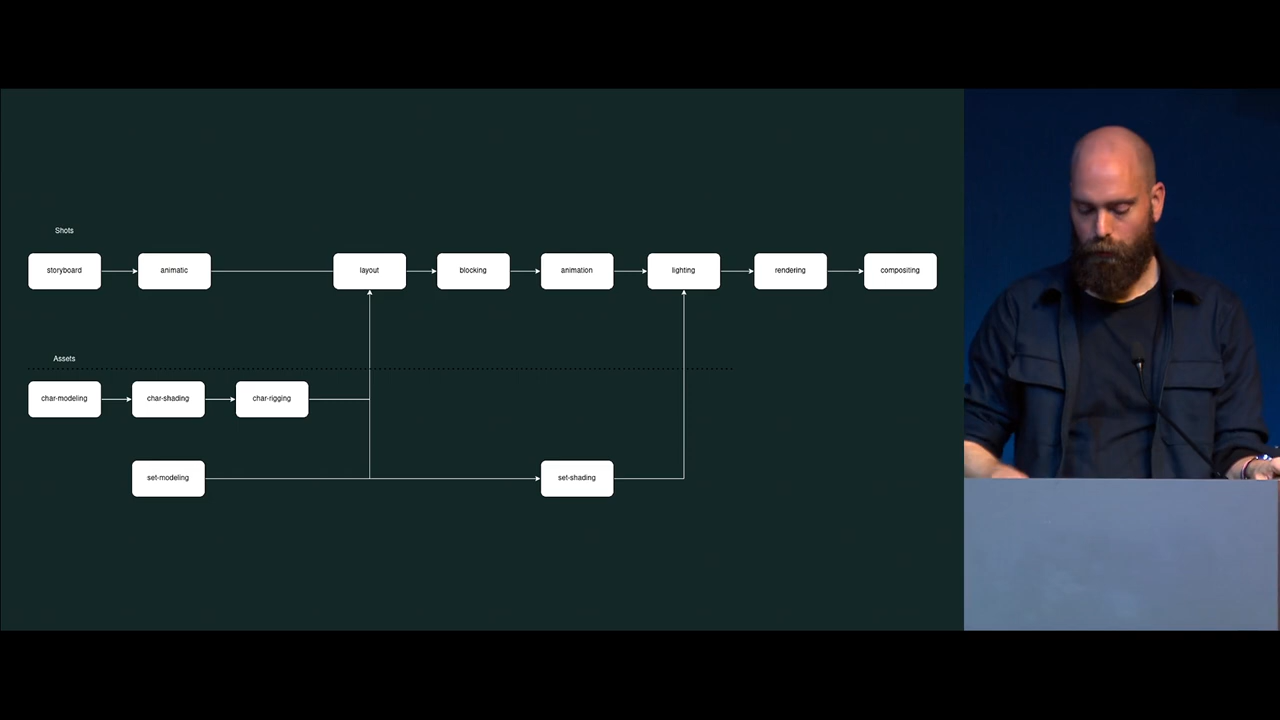 Shots
storyboard
animatic
layout
blocking
animation
lighting
rendering
compositing
Assets
char-modeling
char-shading
char-rigging
set-modeling
set-shading